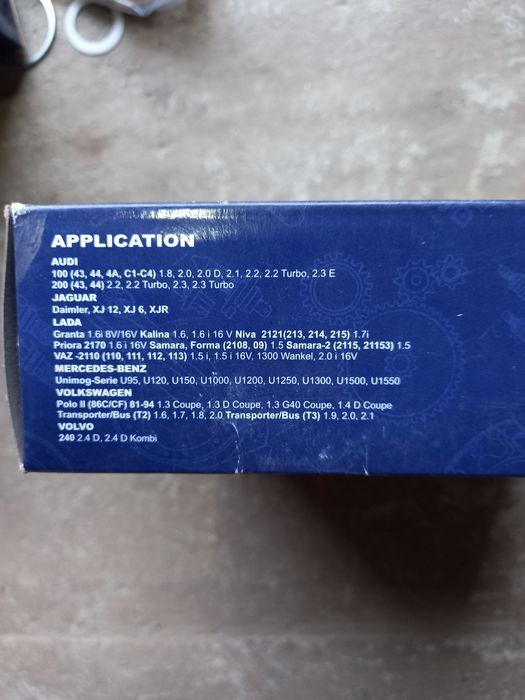 APPLICATION
AUDI
100 (43, 44, 4A, C1-C4) 1.8, 2.0, 2.0 D, 2.1, 2.2, 2.2 Turbo, 2.3 E
200 (43, 44) 2.2, 2.2 Turbo, 2.3, 2.3 Turbo
JAGUAR
Daimler, XJ 12, XJ 6, XJR
LADA
Granta 1.6i 8V/16V Kalina 1.6, 1.6 i 16 V Niva 2121(213, 214, 215) 1.7i
Priora 2170 1.6 i 16V Samara, Forma (2108, 09) 1.5 Samara-2 (2115, 21153) 1.5
VAZ -2110 (110, 111, 112, 113) 1.5 i, 1.5 i 16V, 1300 Wankel, 2.0 i 16V
MERCEDES-BENZ
Unimog-Serie U95, U120, U150, U1000, U1200, U1250, U1300, U1500, U1550
VOLKSWAGEN
Polo II (86C/CF) 81-94 1.3 Coupe, 1.3 D Coupe, 1.3 G40 Coupe, 1.4 D Coupe
Transporter/Bus (T2) 1.6, 1.7, 1.8, 2.0 Transporter/Bus (T3) 1.9, 2.0, 2.1
VOLVO
240 2.4 D, 2.4 D Kombi